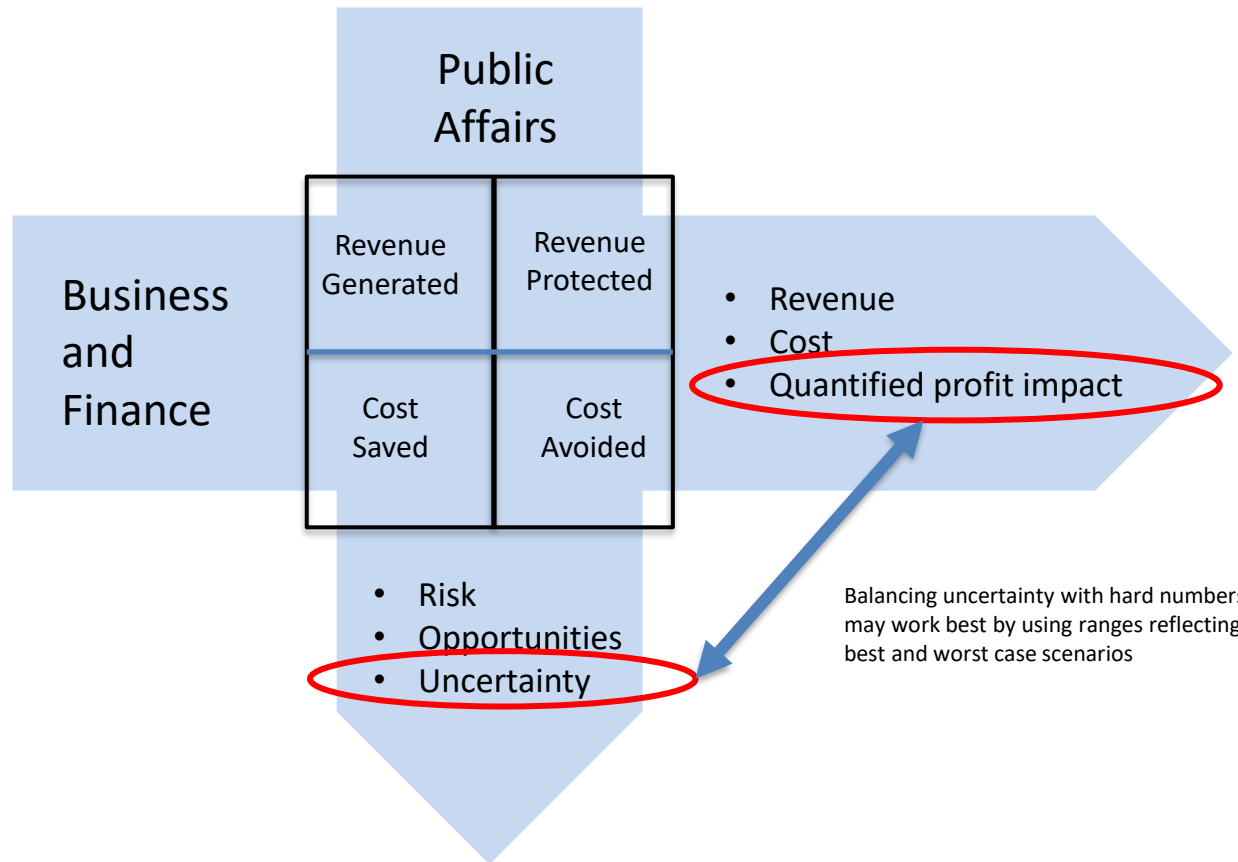 Public
Affairs
Revenue
Generated
Revenue
Protected
Business
and
Finance
• Revenue
• Cost
• Quantified profit impact
Cost
Saved
Cost
Avoided
• Risk
• Opportunities
• Uncertainty
Balancing uncertainty with hard numbers
may work best by using ranges reflecting
best and worst case scenarios